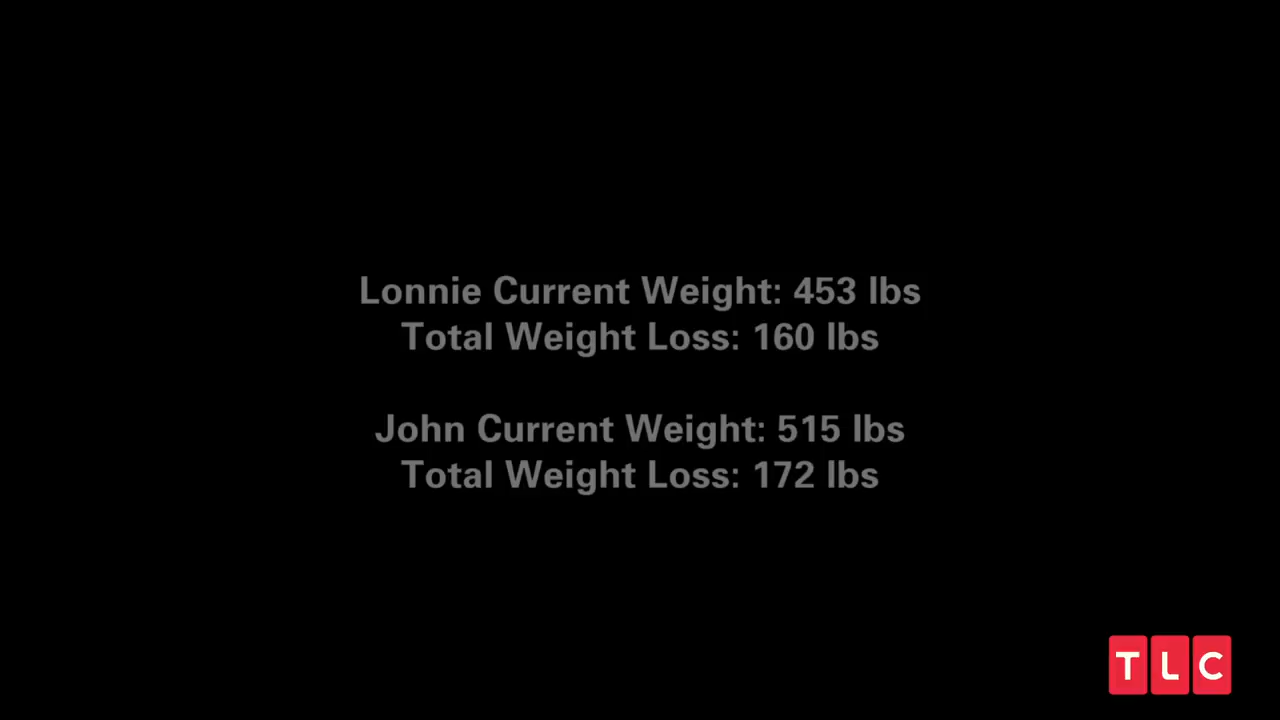 Lonnie Current Weight: 453 lbs
Total Weight Loss: 160 lbs
John Current Weight: 515 lbs
Total Weight Loss: 172 lbs
TLC